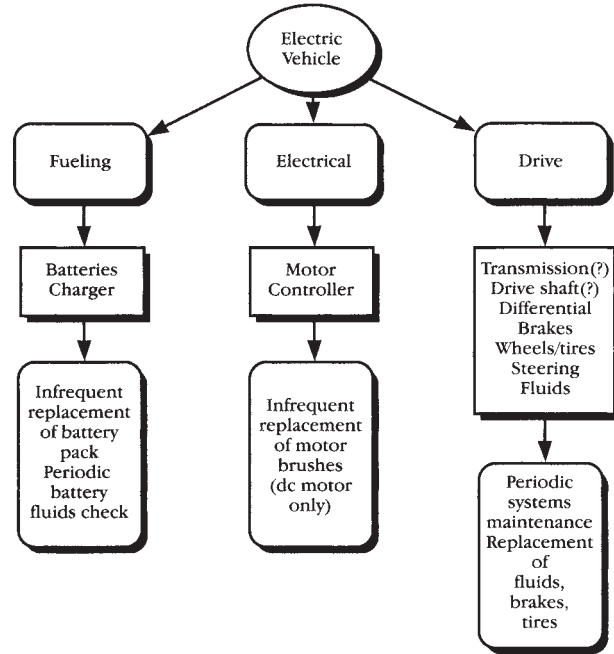 Electric
Vehicle
Fueling
Electrical
Drive
Batteries
Charger
Motor
Controller
Transmission(?)
Drive shaft(?)
Differential
Brakes
Wheels/tires
Steering
Fluids
Infrequent
replacement
of battery
pack
Periodic
battery
fluids check
Infrequent
replacement
of motor
brushes
(dc motor
only)
Periodic
systems
maintenance
Replacement
of
fluids,
brakes,
tires